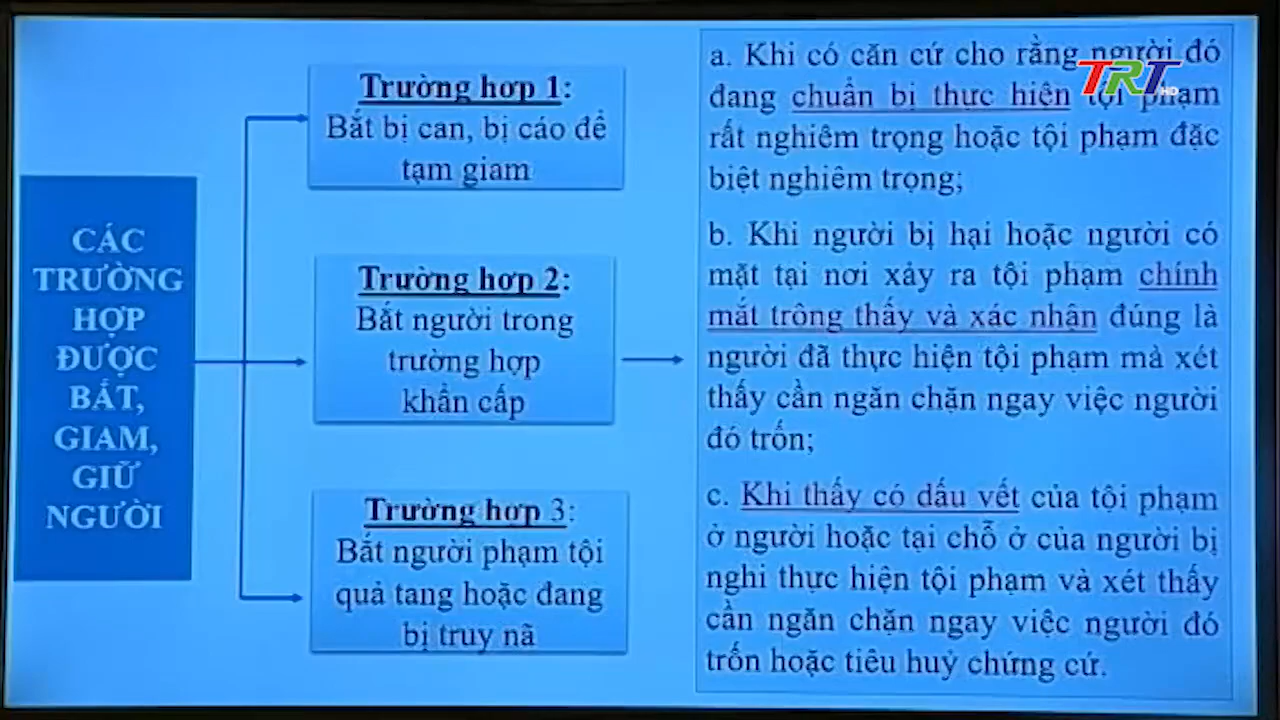 CÁC
TRƯỜNG
HỢP
ĐƯỢC
BẮT,
GIAM,
GIỮ
NGƯỜI
Trường hợp 1:
Bắt bị can, bị cáo để
tạm giam
Trường hợp 2:
Bắt người trong
trường hợp
khẩn cấp
Trường hợp 3:
Bắt người phạm tội
quả tang hoặc đang
bị truy nã
a. Khi có căn cứ cho rằng người đó
đang chuẩn bị thực hiện tội phạm
rất nghiêm trọng hoặc tội phạm đặc
biệt nghiêm trọng;
b. Khi người bị hại hoặc người có
mặt tại nơi xảy ra tội phạm chính
mắt trông thấy và xác nhận đúng là
người đã thực hiện tội phạm mà xét
thấy cần ngăn chặn ngay việc người
đó trốn;
c. Khi thấy có dấu vết của tội phạm
ở người hoặc tại chỗ ở của người bị
nghi thực hiện tội phạm và xét thấy
cần ngăn chặn ngay việc người đó
trốn hoặc tiêu huỷ chứng cứ.
TRT HD